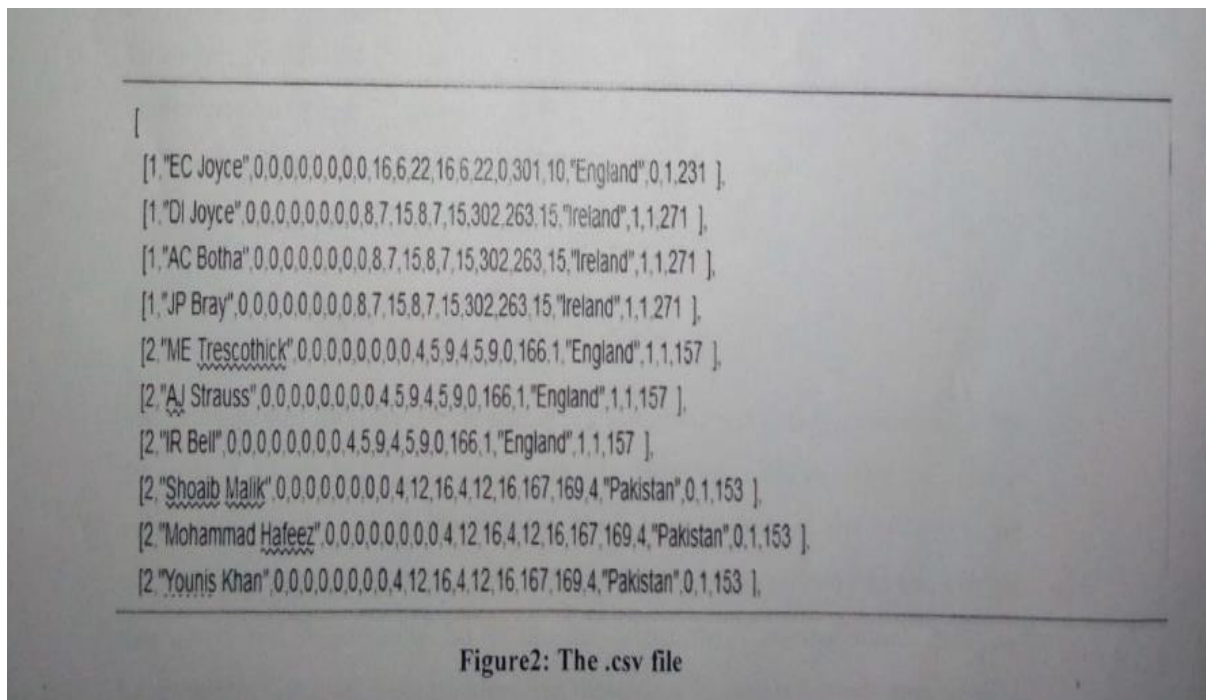 [
[1,"EC Joyce",0,0,0,0,0,0,0,0,16,6,22,16,6,22,0,301,10,"England",0,1,231 ],
[1,"DI Joyce",0,0,0,0,0,0,0,0,8,7,15,8,7,15,302,263,15,"Ireland",1,1,271 ],
[1,"AC Botha",0,0,0,0,0,0,0,0,8,7,15,8,7,15,302,263,15,"Ireland",1,1,271 ],
[1,"JP Bray",0,0,0,0,0,0,0,0,8,7,15,8,7,15,302,263,15,"Ireland",1,1,271 ],
[2,"ME Trescothick",0,0,0,0,0,0,0,0,4,5,9,4,5,9,0,166,1,"England",1,1,157 ],
[2,"AJ Strauss",0,0,0,0,0,0,0,0,4,5,9,4,5,9,0,166,1,"England",1,1,157 ],
[2,"IR Bell",0,0,0,0,0,0,0,0,4,5,9,4,5,9,0,166,1,"England",1,1,157 ],
[2,"Shoaib Malik",0,0,0,0,0,0,0,0,4,12,16,4,12,16,167,169,4,"Pakistan",0,1,153 ],
[2,"Mohammad Hafeez",0,0,0,0,0,0,0,0,4,12,16,4,12,16,167,169,4,"Pakistan",0,1,153 ],
[2,"Younis Khan",0,0,0,0,0,0,0,0,4,12,16,4,12,16,167,169,4,"Pakistan",0,1,153 ],
Figure2: The .csv file